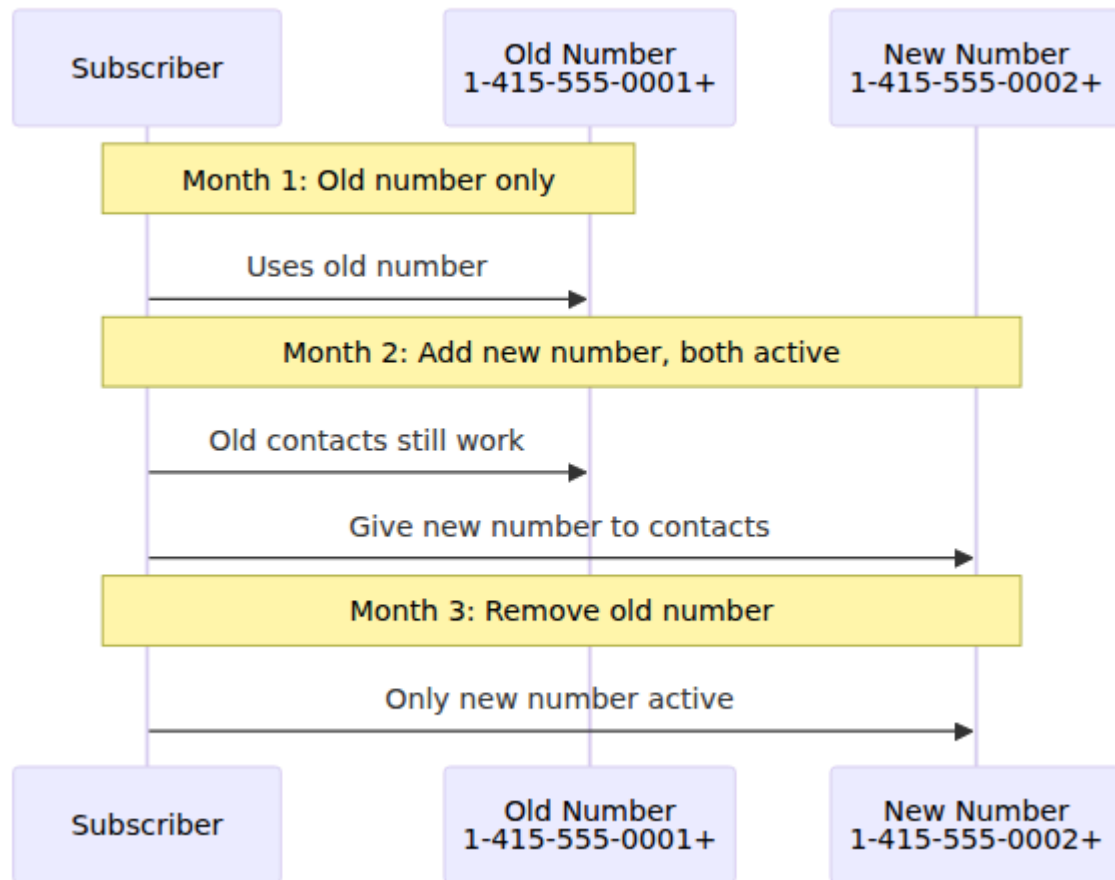 Subscriber
Old Number
1-415-555-0001+
New Number
1-415-555-0002+
Month 1: Old number only
Uses old number
Month 2: Add new number, both active
Old contacts still work
Give new number to contacts
Month 3: Remove old number
Only new number active
Subscriber
Old Number
1-415-555-0001+
New Number
1-415-555-0002+